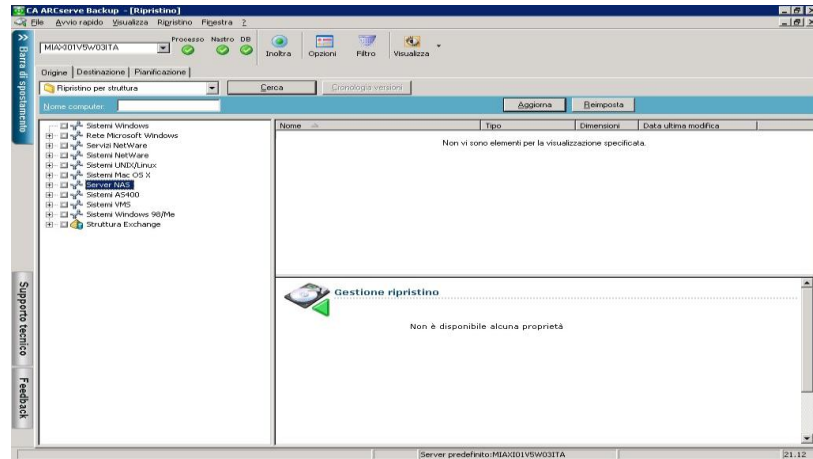 CA ARCserve Backup - [Ripristino]
File Avvio rapido Visualizza Ripristino Finestra ?
MIAXI01V5W03ITA
Processo Nastro DB
Inoltra Opzioni Filtro Visualizza
Origine Destinazione Pianificazione
Ripristino per struttura Cerca Cronologia versioni
Nome computer: Aggiorna Reimposta
Nome Tipo Dimensioni Data ultima modifica
Non vi sono elementi per la visualizzazione specificata.
Sistemi Windows
Rete Microsoft Windows
Servizi NetWare
Sistemi NetWare
Sistemi UNIX/Linux
Sistemi Mac OS X
Server NAS
Sistemi AS400
Sistemi VMS
Sistemi Windows 98/Me
Struttura Exchange
Gestione ripristino
Non è disponibile alcuna proprietà
Barra di spostamento
Supporto tecnico
Feedback
Server predefinito:MIAXI01V5W03ITA
21.12